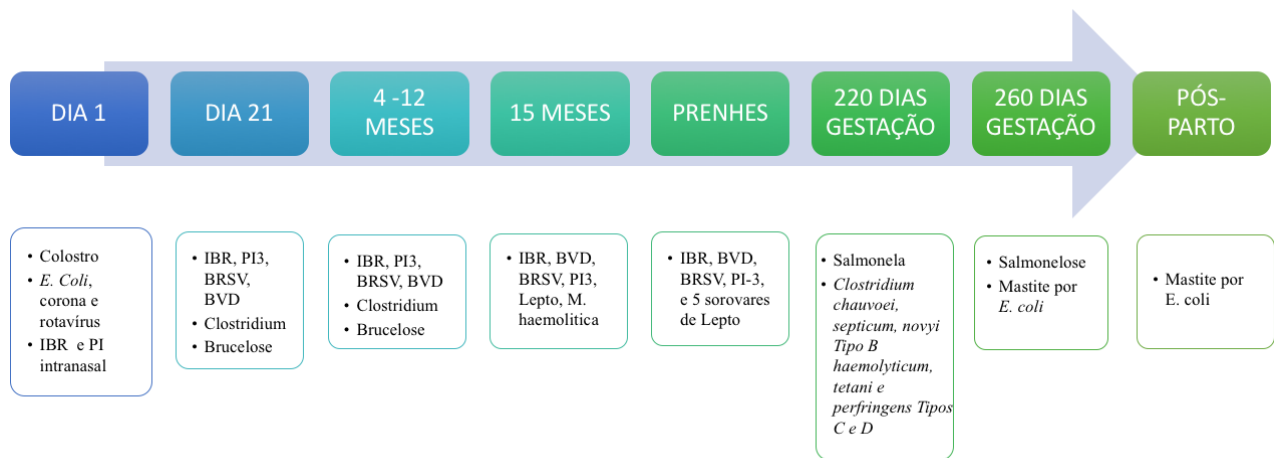 DIA 1
DIA 21
4 -12
MESES
15 MESES
PRENHES
220 DIAS
GESTAÇÃO
260 DIAS
GESTAÇÃO
PÓS-
PARTO
• Colostro
• E. Coli,
corona e
rotavírus
• IBR e PI
intranasal
• IBR, PI3,
BRSV,
BVD
• Clostridium
• Brucelose
• IBR, PI3,
BRSV, BVD
• Clostridium
• Brucelose
• IBR, BVD,
BRSV, PI3,
Lepto, M.
haemolitica
• IBR, BVD,
BRSV, PI-3,
e 5 sorovares
de Lepto
• Salmonela
• Clostridium
chauvoei,
septicum, novyi
Tipo B
haemolyticum,
tetani e
perfringens Tipos
C e D
• Salmonelose
• Mastite por
E. coli
• Mastite por
E. coli